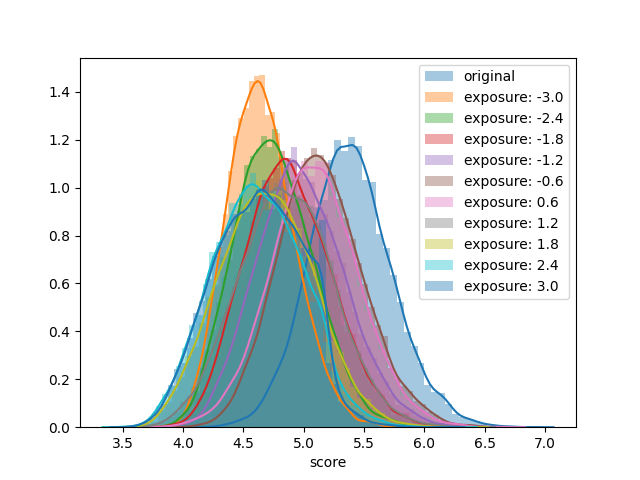 1.4
1.2
1.0
0.8
0.6
0.4
0.2
0.0
3.5 4.0 4.5 5.0 5.5 6.0 6.5 7.0
score
original
exposure: -3.0
exposure: -2.4
exposure: -1.8
exposure: -1.2
exposure: -0.6
exposure: 0.6
exposure: 1.2
exposure: 1.8
exposure: 2.4
exposure: 3.0